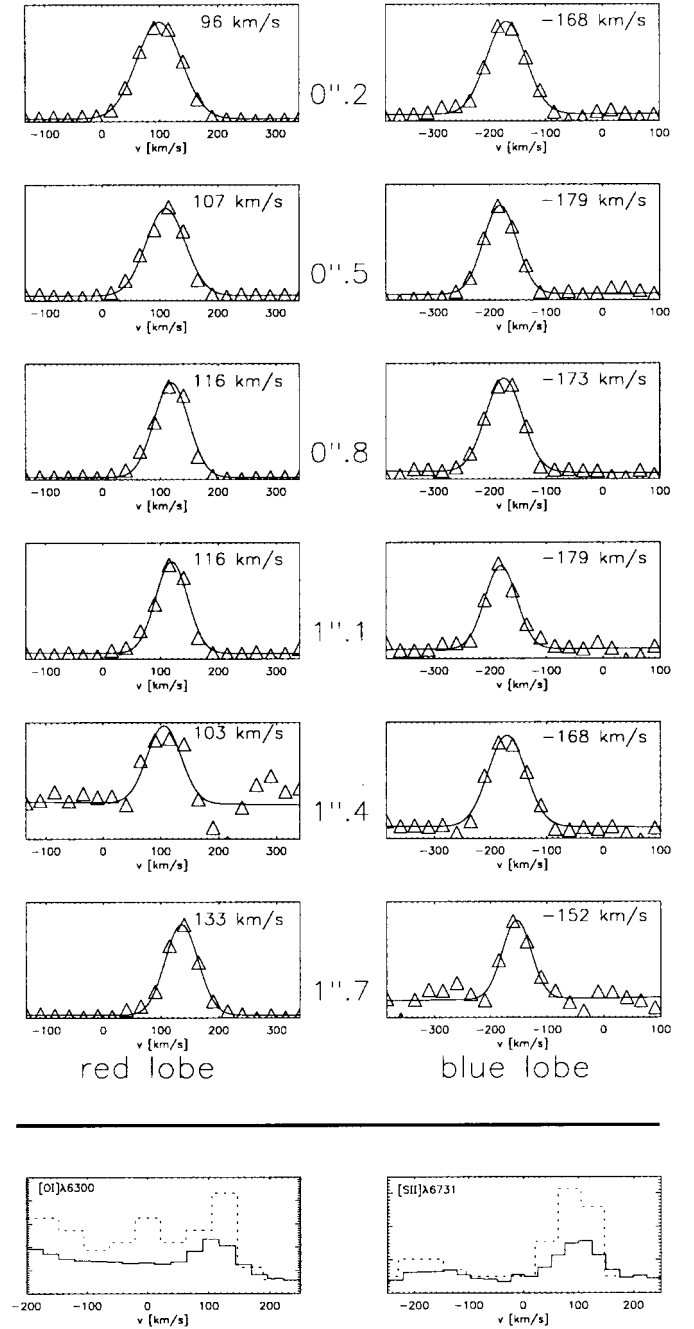 96 km/s
-168 km/s
0".2
-100 0 100 200 300
-300 -200 -100 0 100
v [km/s]
v [km/s]
107 km/s
-179 km/s
0".5
-100 0 100 200 300
-300 -200 -100 0 100
v [km/s]
v [km/s]
116 km/s
-173 km/s
0".8
-100 0 100 200 300
-300 -200 -100 0 100
v [km/s]
v [km/s]
116 km/s
-179 km/s
1".1
-100 0 100 200 300
-300 -200 -100 0 100
v [km/s]
v [km/s]
103 km/s
-168 km/s
1".4
-100 0 100 200 300
-300 -200 -100 0 100
v [km/s]
v [km/s]
133 km/s
-152 km/s
1".7
-100 0 100 200 300
-300 -200 -100 0 100
v [km/s]
v [km/s]
red lobe
blue lobe
[OI]λ6300
[SII]λ6731
-200 -100 0 100 200
-200 -100 0 100 200
v [km/s]
v [km/s]